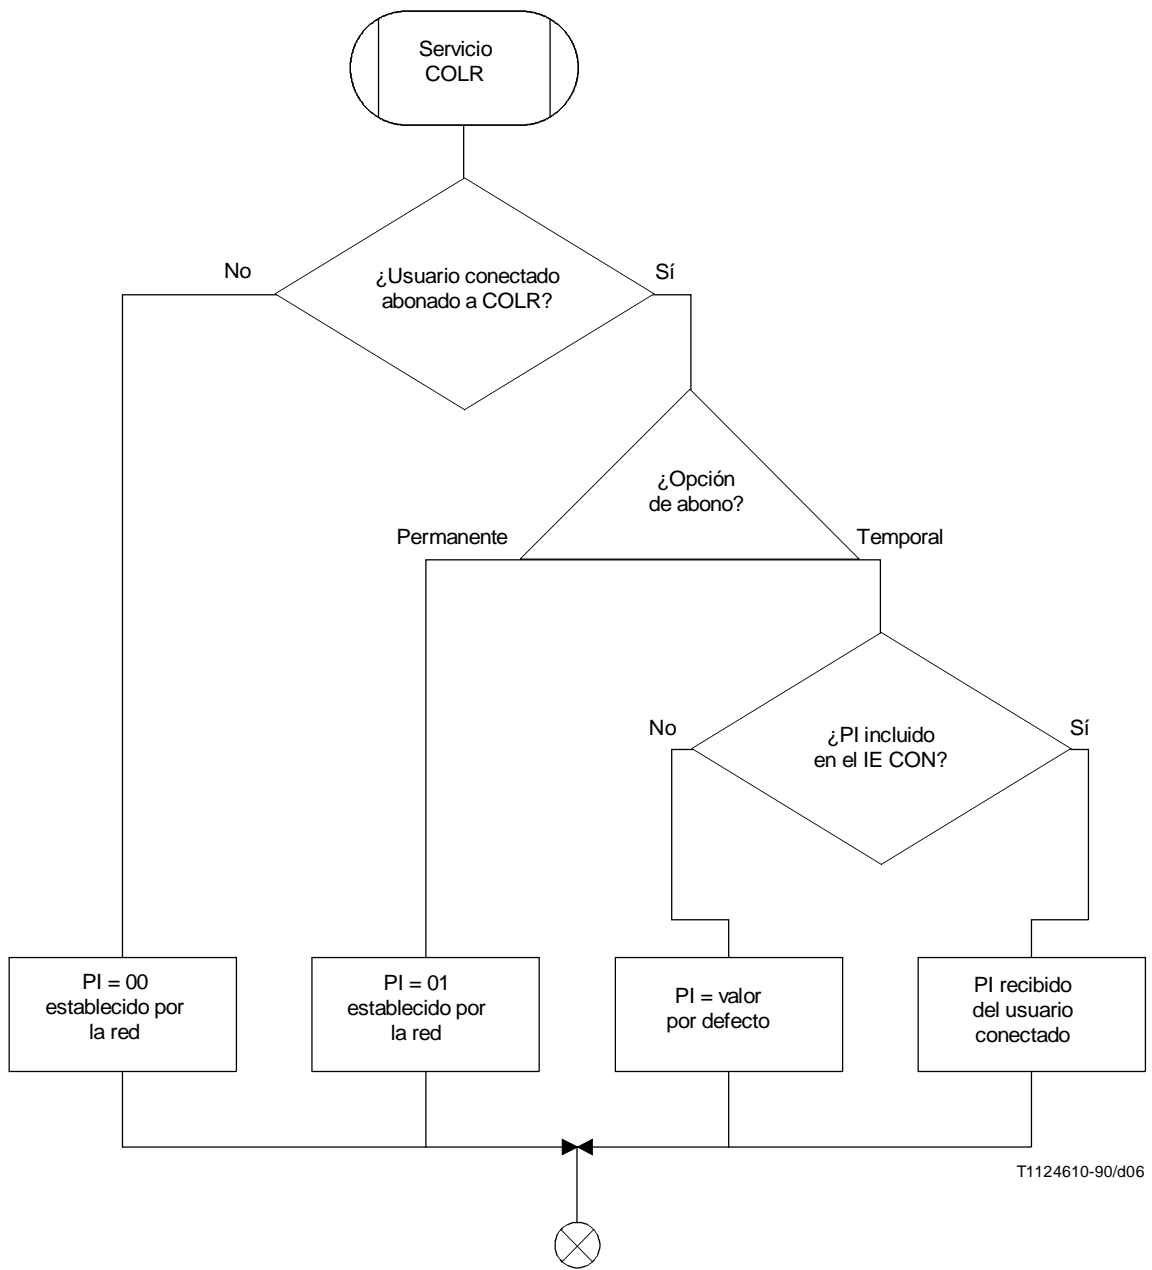 Servicio
COLR
No
¿Usuario conectado
abonado a COLR?
Sí
¿Opción
de abono?
Permanente
Temporal
No
¿PI incluido
en el IE CON?
Sí
PI = 00
establecido por
la red
PI = 01
establecido por
la red
PI = valor
por defecto
PI recibido
del usuario
conectado
T1124610-90/d06